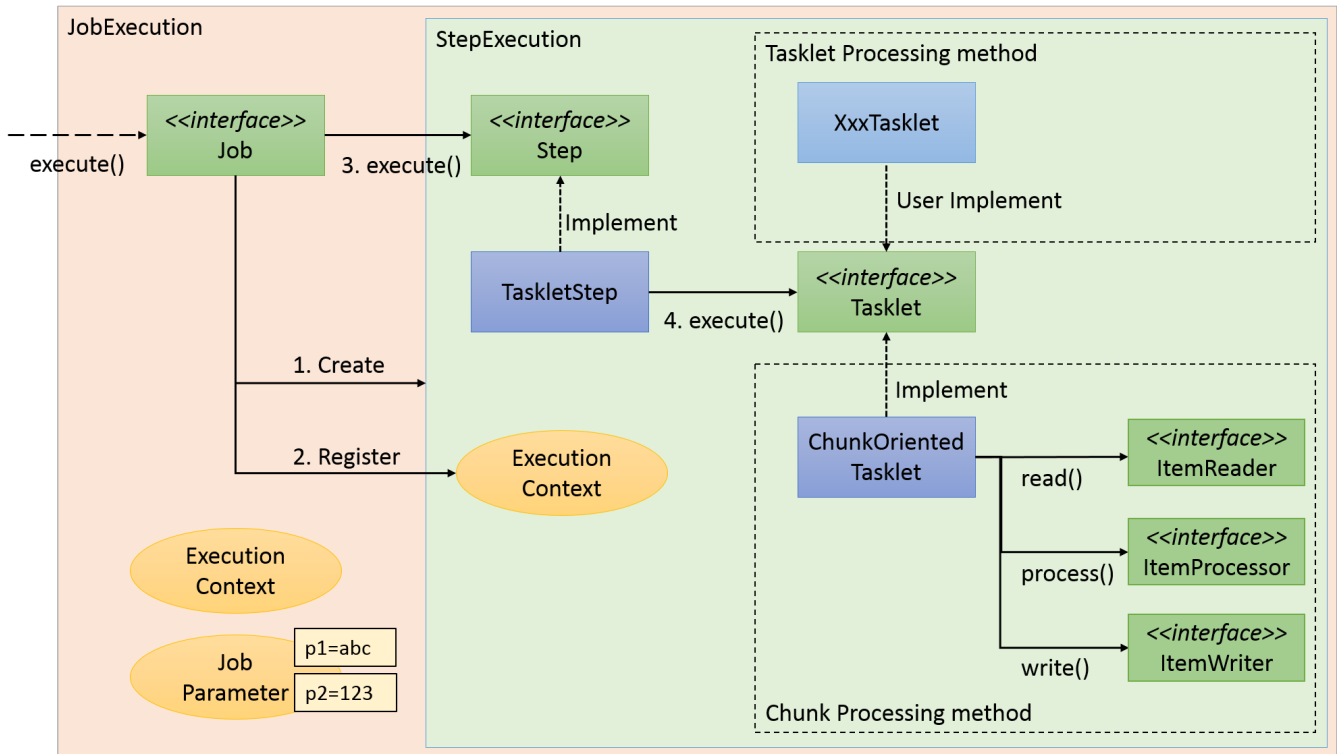 JobExecution
StepExecution
Tasklet Processing method
<<interface>>
Job
<<interface>>
Step
XxxTasklet
execute()
3. execute()
Implement
User Implement
TaskletStep
<<interface>>
Tasklet
4. execute()
1. Create
Implement
2. Register
Execution
Context
ChunkOriented
Tasklet
<<interface>>
ItemReader
read()
<<interface>>
ItemProcessor
process()
<<interface>>
ItemWriter
write()
Execution
Context
Job
Parameter
p1=abc
p2=123
Chunk Processing method